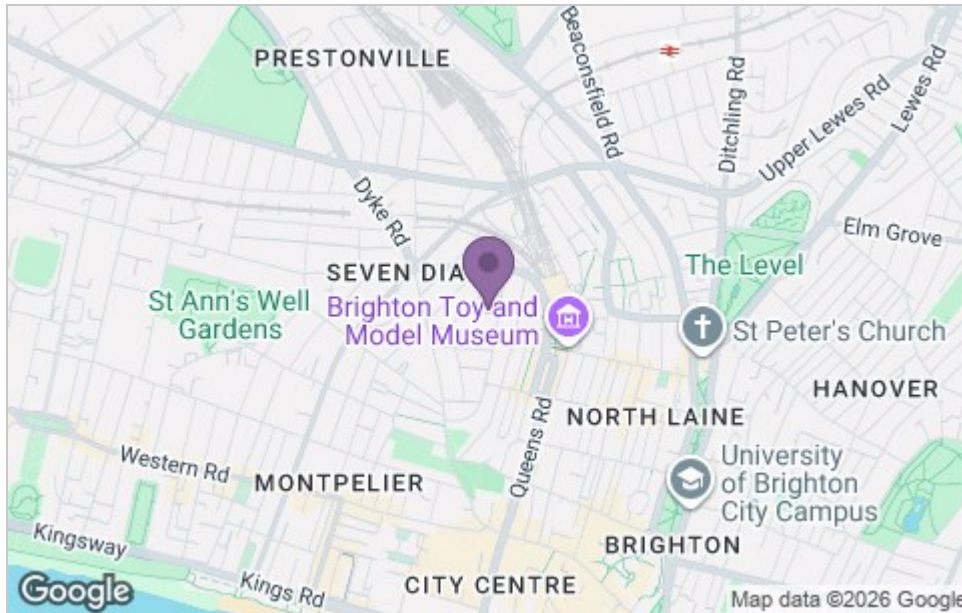 PRESTONVILLE
Beaconsfield Rd
Ditchling Rd
Upper Lewes Rd
Lewes Rd
Dyke Rd
Elm Grove
SEVEN DIA
The Level
St Ann's Well
Gardens
Brighton Toy and
Model Museum
St Peter's Church
HANOVER
Queens Rd
NORTH LAINE
Western Rd
MONTPELIER
University
of Brighton
City Campus
Kingsway
BRIGHTON
Kings Rd
CITY CENTRE
Google
Map data ©2026 Google